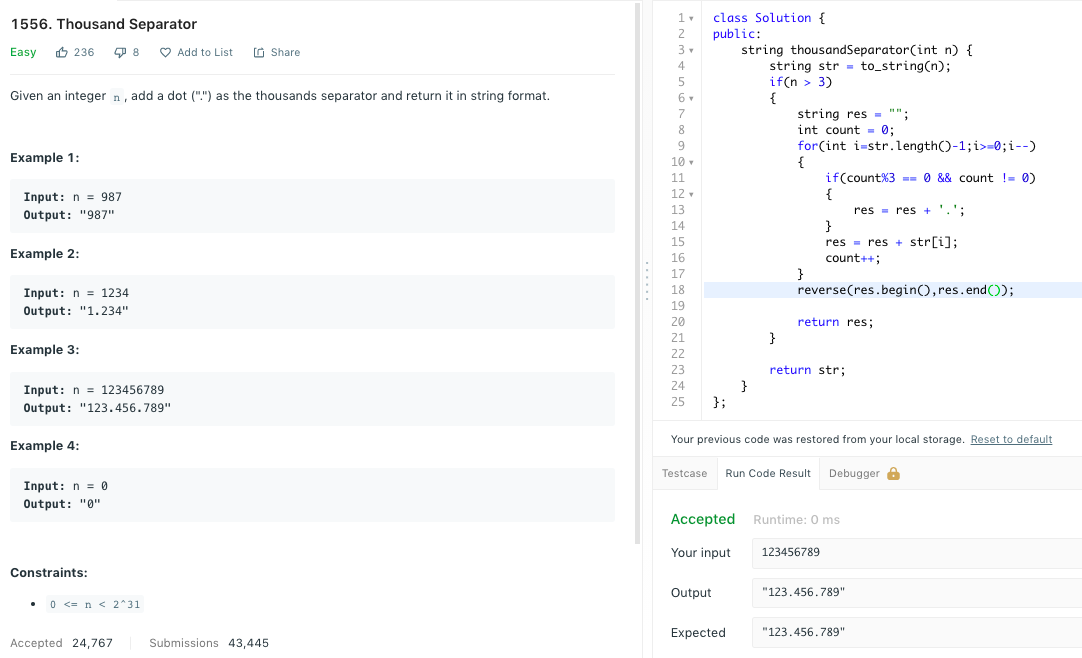 1556. Thousand Separator
Easy 236 8 Add to List Share
Given an integer n, add a dot (".") as the thousands separator and return it in string format.
Example 1:
Input: n = 987
Output: "987"
Example 2:
Input: n = 1234
Output: "1.234"
Example 3:
Input: n = 123456789
Output: "123.456.789"
Example 4:
Input: n = 0
Output: "0"
Constraints:
• 0 <= n < 2^31
Accepted 24,767 Submissions 43,445
1 class Solution {
2 public:
3     string thousandSeparator(int n) {
4         string str = to_string(n);
5         if(n > 3)
6         {
7             string res = "";
8             int count = 0;
9             for(int i=str.length()-1;i>=0;i--)
10             {
11                 if(count%3 == 0 && count != 0)
12                 {
13                     res = res + '.';
14                 }
15                 res = res + str[i];
16                 count++;
17             }
18             reverse(res.begin(),res.end());
19
20             return res;
21         }
22
23         return str;
24     }
25 };
Your previous code was restored from your local storage. Reset to default
Testcase Run Code Result Debugger
Accepted Runtime: 0 ms
Your input 123456789
Output "123.456.789"
Expected "123.456.789"